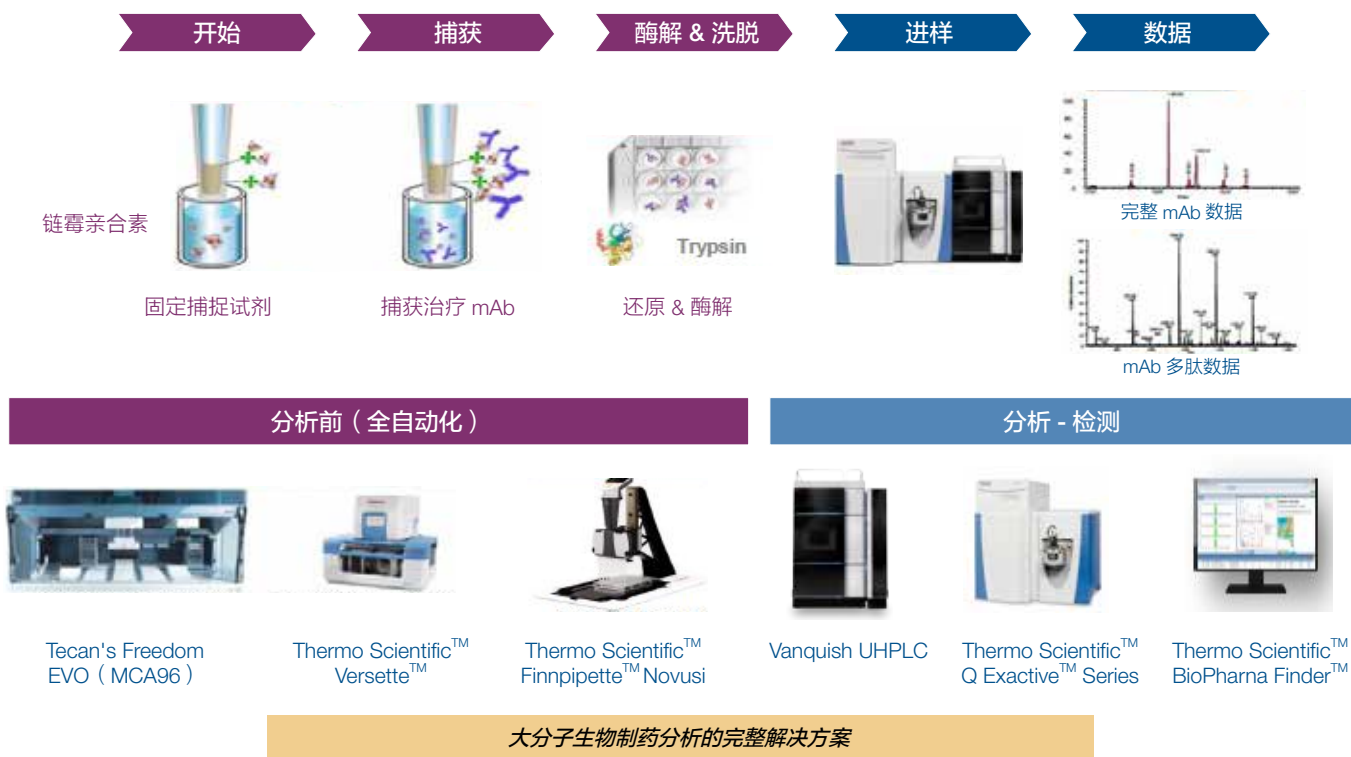 开始
捕获
酶解 & 洗脱
进样
数据
链霉亲合素
Trypsin
固定捕捉试剂
捕获治疗 mAb
还原 & 酶解
完整 mAb 数据
mAb 多肽数据
分析前（全自动化）
分析 - 检测
Tecan's Freedom
EVO（MCA96）
Thermo Scientific™
Versette™
Thermo Scientific™
Finnpipette™ Novusi
Vanquish UHPLC
Thermo Scientific™
Q Exactive™ Series
Thermo Scientific™
BioPharna Finder™
大分子生物制药分析的完整解决方案